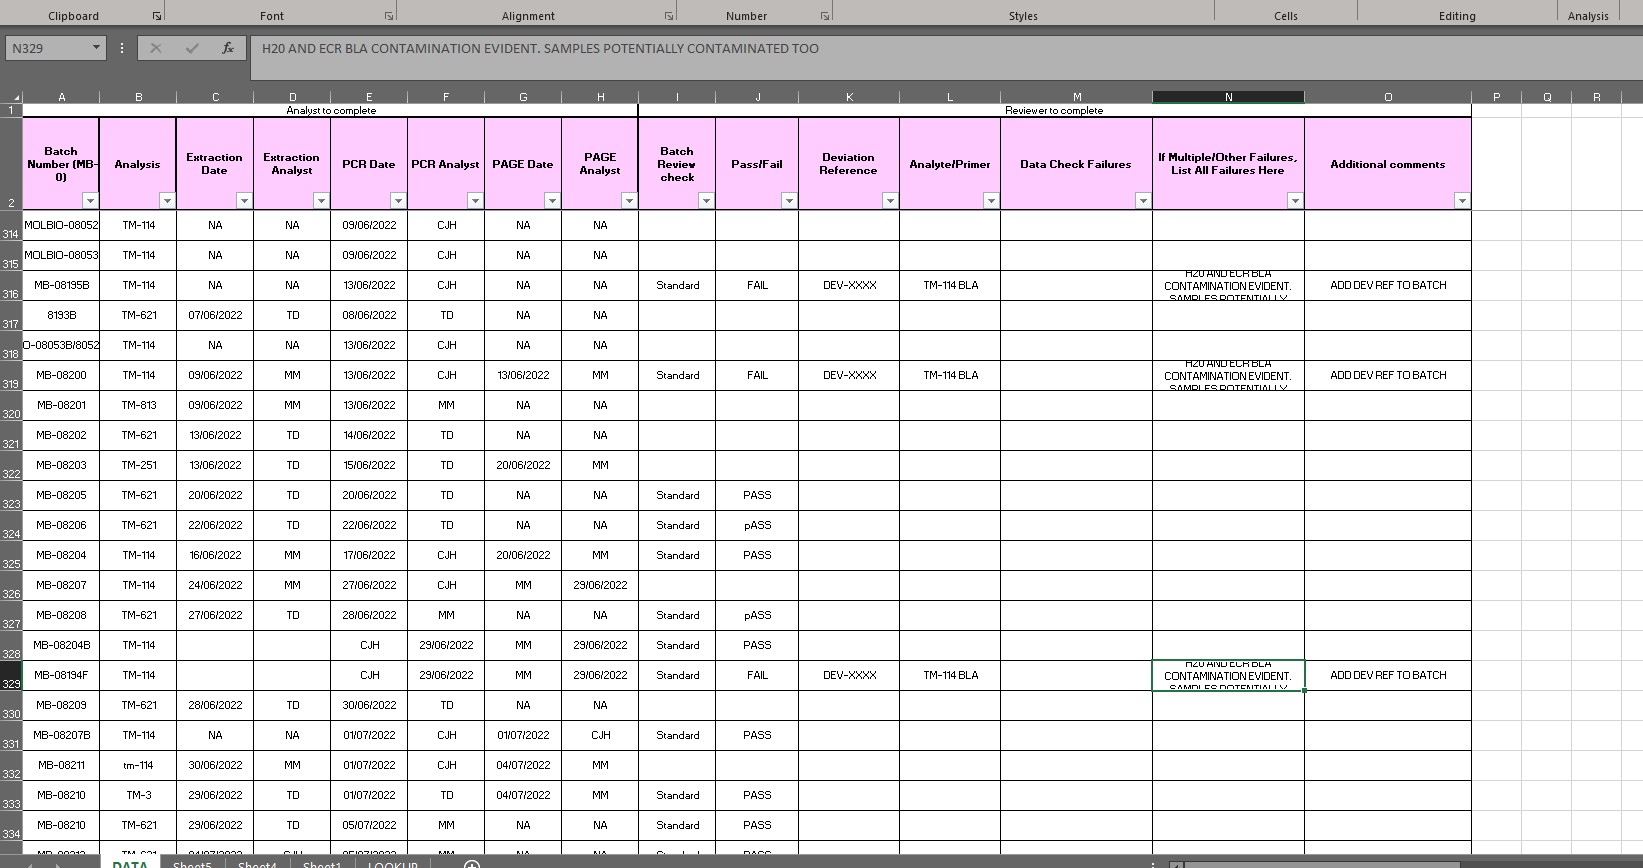 Clipboard Font Alignment Number Styles Cells Editing Analysis
N329 fx H20 AND ECR BLA CONTAMINATION EVIDENT. SAMPLES POTENTIALLY CONTAMINATED TOO
A B C D E F G H I J K L M N O P Q R
1 Analyst to complete Reviewer to complete
2 Batch Number (MB-0) Analysis Extraction Date Extraction Analyst PCR Date PCR Analyst PAGE Date PAGE Analyst Batch Review check Pass/Fail Deviation Reference Analyte/Primer Data Check Failures If Multiple/Other Failures, List All Failures Here Additional comments
314 MOLBIO-08052 TM-114 NA NA 09/06/2022 CJH NA NA
315 MOLBIO-08053 TM-114 NA NA 09/06/2022 CJH NA NA
316 MB-08195B TM-114 NA NA 13/06/2022 CJH NA NA Standard FAIL DEV-XXXX TM-114 BLA H20 AND ECR BLA CONTAMINATION EVIDENT. SAMPLES POTENTIALLY ADD DEV REF TO BATCH
317 8193B TM-621 07/06/2022 TD 08/06/2022 TD NA NA
318 O-08053B/8052 TM-114 NA NA 13/06/2022 CJH NA NA
319 MB-08200 TM-114 09/06/2022 MM 13/06/2022 CJH 13/06/2022 MM Standard FAIL DEV-XXXX TM-114 BLA H20 AND ECR BLA CONTAMINATION EVIDENT. SAMPLES POTENTIALLY ADD DEV REF TO BATCH
320 MB-08201 TM-813 09/06/2022 MM 13/06/2022 MM NA NA
321 MB-08202 TM-621 13/06/2022 TD 14/06/2022 TD NA NA
322 MB-08203 TM-251 13/06/2022 TD 15/06/2022 TD 20/06/2022 MM
323 MB-08205 TM-621 20/06/2022 TD 20/06/2022 TD NA NA Standard PASS
324 MB-08206 TM-621 22/06/2022 TD 22/06/2022 TD NA NA Standard pASS
325 MB-08204 TM-114 16/06/2022 MM 17/06/2022 CJH 20/06/2022 MM Standard PASS
326 MB-08207 TM-114 24/06/2022 MM 27/06/2022 CJH MM 29/06/2022
327 MB-08208 TM-621 27/06/2022 TD 28/06/2022 MM NA NA Standard pASS
328 MB-08204B TM-114 CJH 29/06/2022 MM 29/06/2022 Standard PASS
329 MB-08194F TM-114 CJH 29/06/2022 MM 29/06/2022 Standard FAIL DEV-XXXX TM-114 BLA H20 AND ECR BLA CONTAMINATION EVIDENT. SAMPLES POTENTIALLY ADD DEV REF TO BATCH
330 MB-08209 TM-621 28/06/2022 TD 30/06/2022 TD NA NA
331 MB-08207B TM-114 NA NA 01/07/2022 CJH 01/07/2022 CJH Standard PASS
332 MB-08211 tm-114 30/06/2022 MM 01/07/2022 CJH 04/07/2022 MM
333 MB-08210 TM-3 29/06/2022 TD 01/07/2022 TD 04/07/2022 MM Standard PASS
334 MB-08210 TM-621 29/06/2022 TD 05/07/2022 MM NA NA Standard PASS
DATA Sheet5 Sheet4 Sheet1 LOOKUP